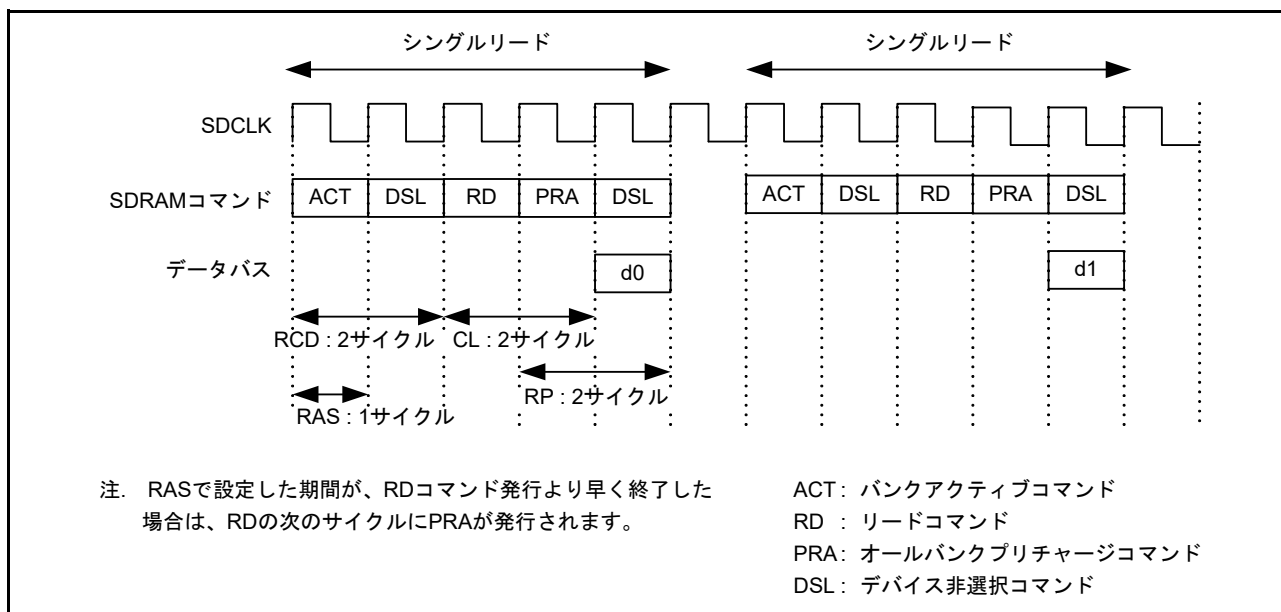 シングルリード シングルリード
SDCLK
SDRAMコマンド ACT DSL RD PRA DSL ACT DSL RD PRA DSL
データバス d0 d1
RCD : 2サイクル CL : 2サイクル
RP : 2サイクル
RAS : 1サイクル
注. RASで設定した期間が、RDコマンド発行より早く終了した
場合は、RDの次のサイクルにPRAが発行されます。
ACT : バンクアクティブコマンド
RD : リードコマンド
PRA : オールバンクプリチャージコマンド
DSL : デバイス非選択コマンド